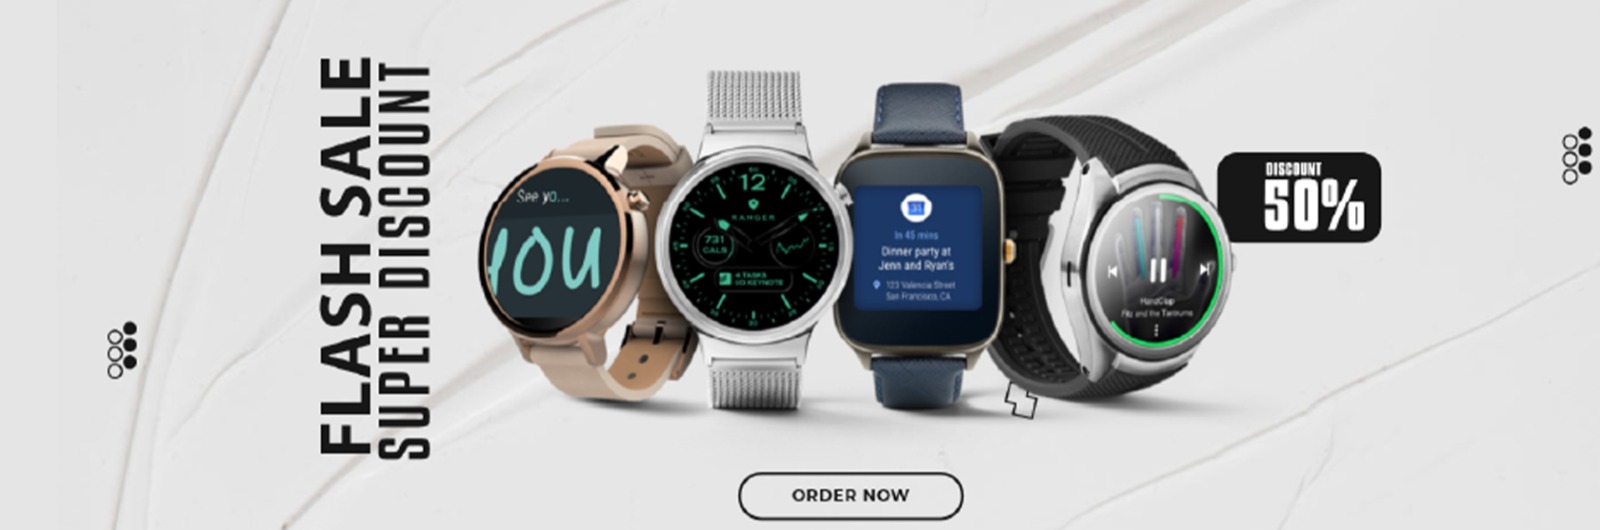 FLASH SALE
SUPER DISCOUNT
See yo...
YOU
12
RANGER
731
CALS
4 TASKS
I/O KEYNOTE
In 45 mins
Dinner party at
Jenn and Ryan's
123 Valencia Street
San Francisco, CA
HandClap
Fitz and the Tantrums
DISCOUNT
50%
ORDER NOW